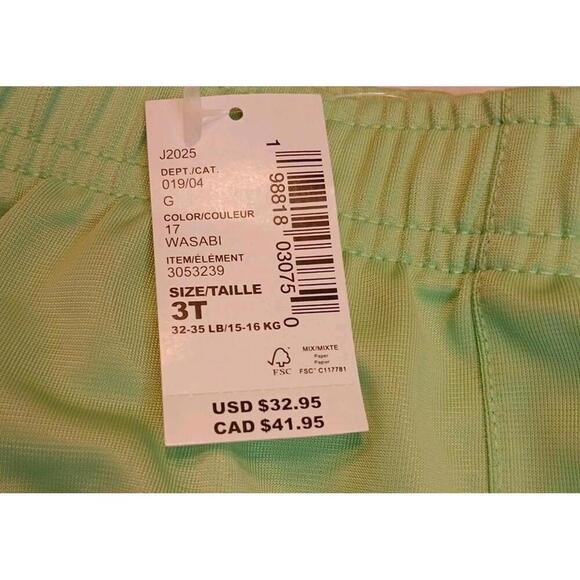 J2025
DEPT./CAT.
019/04
G
COLOR/COULEUR
17
WASABI
ITEM/ELÉMENT
3053239
SIZE/TAILLE
3T
32-35 LB/15-16 KG
1 98818 03075 0
FSC
MIX/MIXTE
Paper
Papier
FSC® C117781
USD $32.95
CAD $41.95